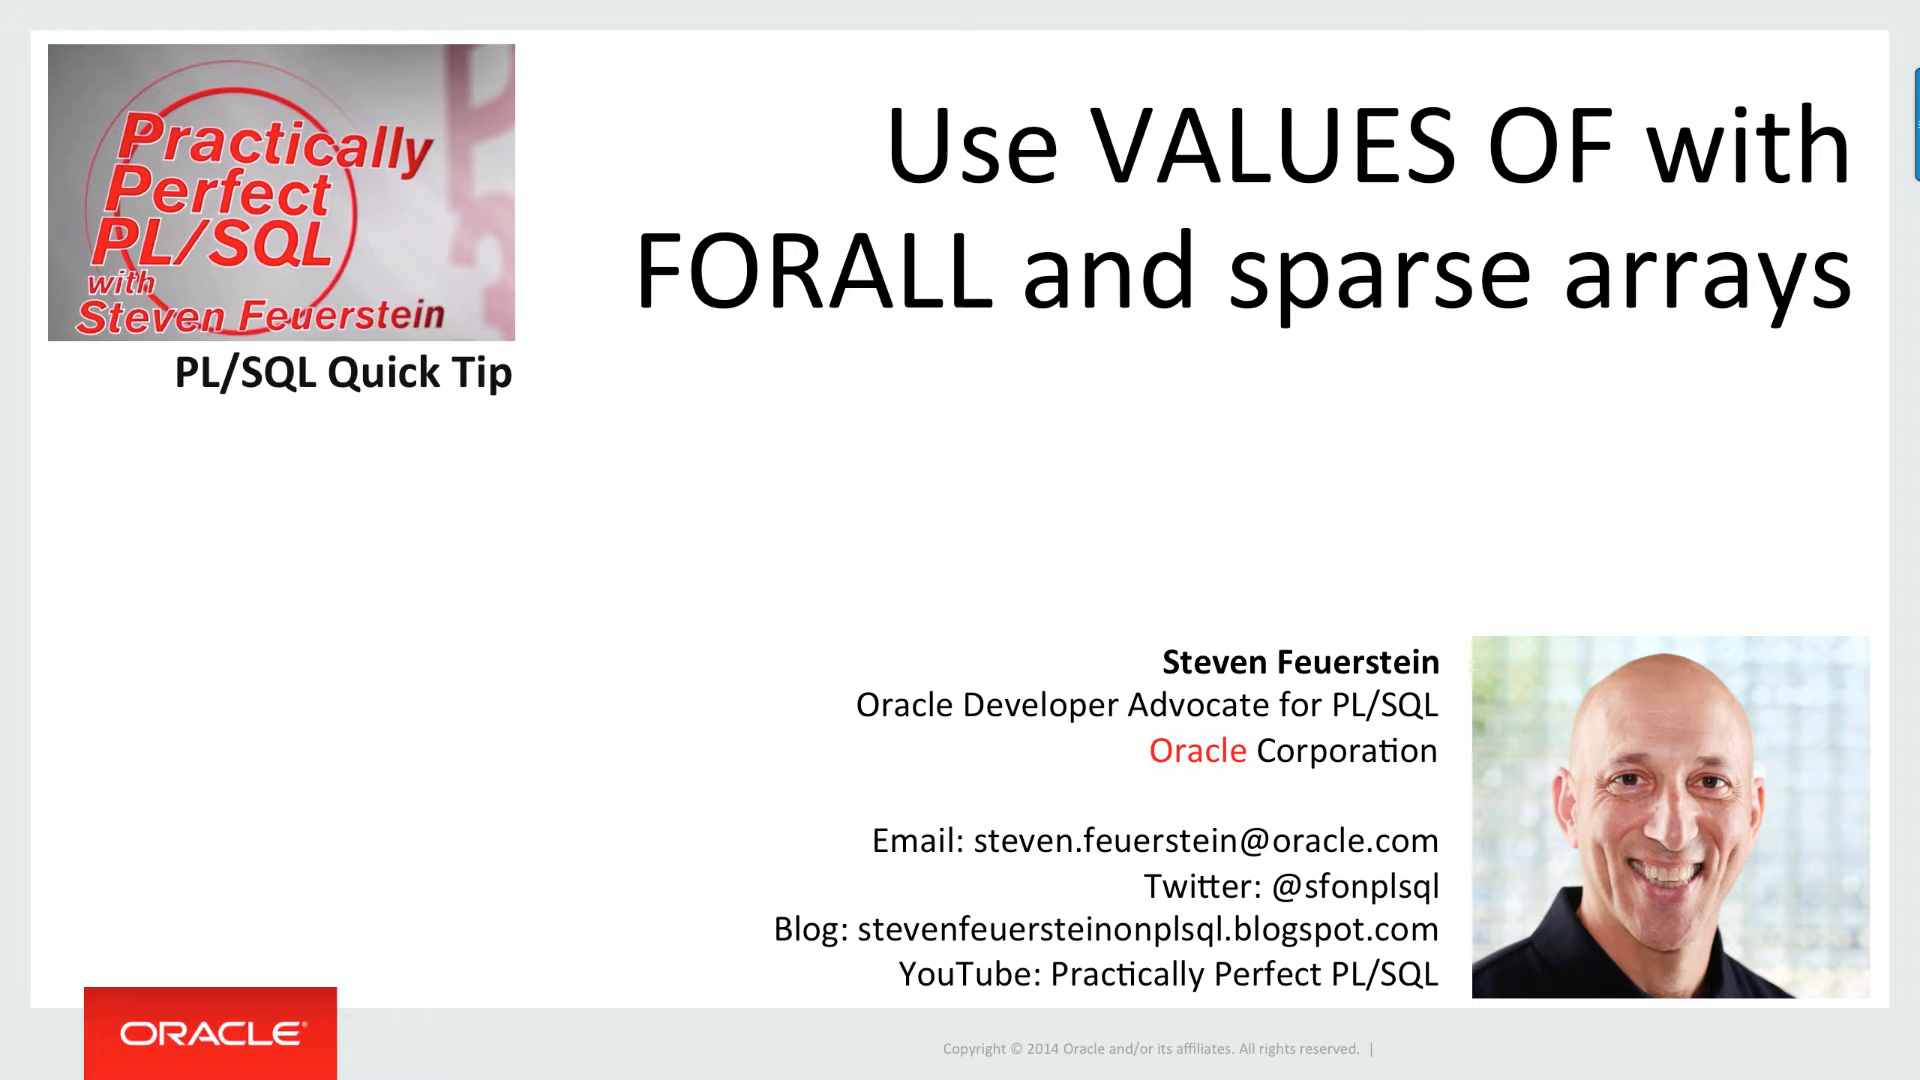 Practically
Perfect
PL/SQL
with
Steven Feuerstein
PL/SQL Quick Tip
Use VALUES OF with
FORALL and sparse arrays
Steven Feuerstein
Oracle Developer Advocate for PL/SQL
Oracle Corporation
Email: steven.feuerstein@oracle.com
Twitter: @sfonplsql
Blog: stevenfeuersteinonplsql.blogspot.com
YouTube: Practically Perfect PL/SQL
ORACLE®
Copyright © 2014 Oracle and/or its affiliates. All rights reserved. |